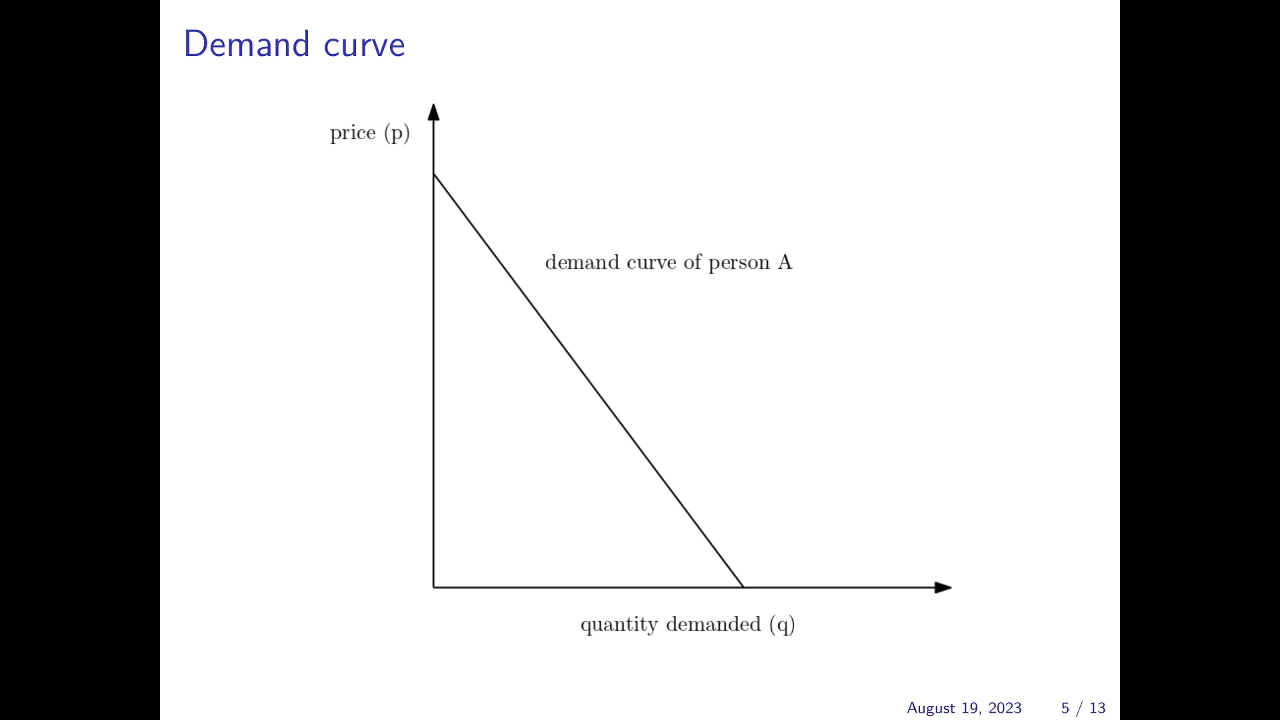 Demand curve
price (p)
demand curve of person A
quantity demanded (q)
August 19, 2023 5 / 13